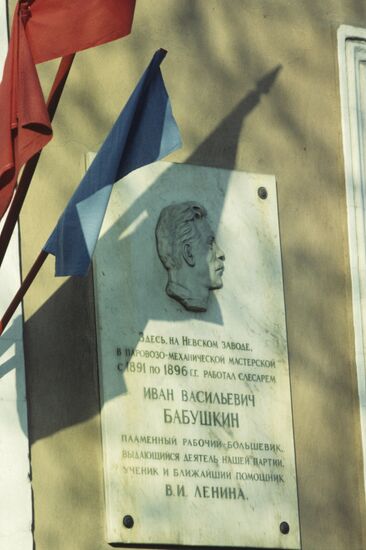 Здесь, на Невском заводе,
в паровозо-механической мастерской
с 1891 по 1896 гг. работал слесарем
Иван Васильевич
БАБУШКИН
пламенный рабочий-большевик,
выдающийся деятель нашей партии,
ученик и ближайший помощник
В.И. ЛЕНИНА.